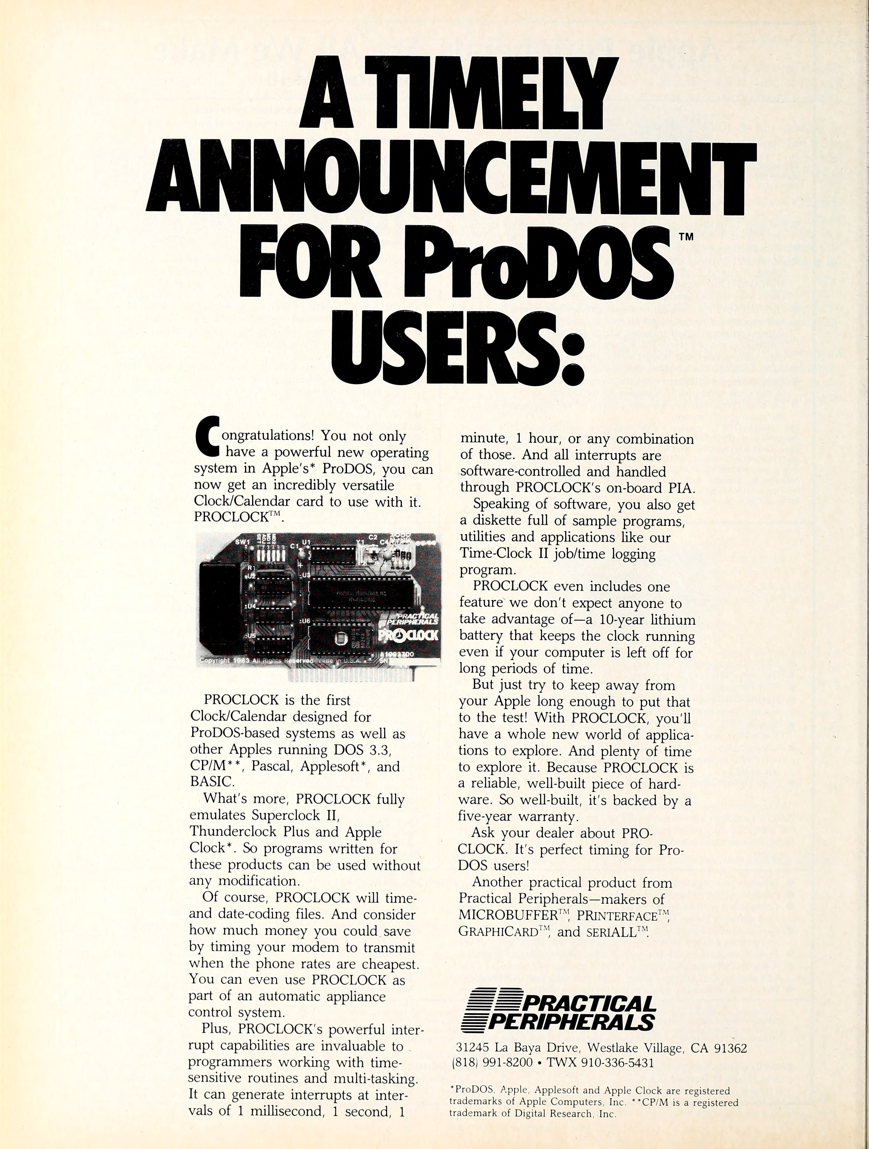 A TIMELY
ANNOUNCEMENT
FOR ProDOS™
USERS:
Congratulations! You not only
have a powerful new operating
system in Apple's* ProDOS, you can
now get an incredibly versatile
Clock/Calendar card to use with it.
PROCLOCK™.
SW1
C1 U1
Y1
C2
U3
U4
U6
PRACTICAL
PERIPHERALS
PROCLOCK
Copyright 1983 All Rights Reserved Made in U.S.A.
SN
PROCLOCK is the first
Clock/Calendar designed for
ProDOS-based systems as well as
other Apples running DOS 3.3,
CP/M**, Pascal, Applesoft*, and
BASIC.
What's more, PROCLOCK fully
emulates Superclock II,
Thunderclock Plus and Apple
Clock*. So programs written for
these products can be used without
any modification.
Of course, PROCLOCK will time-
and date-coding files. And consider
how much money you could save
by timing your modem to transmit
when the phone rates are cheapest.
You can even use PROCLOCK as
part of an automatic appliance
control system.
Plus, PROCLOCK's powerful inter-
rupt capabilities are invaluable to
programmers working with time-
sensitive routines and multi-tasking.
It can generate interrupts at inter-
vals of 1 millisecond, 1 second, 1
minute, 1 hour, or any combination
of those. And all interrupts are
software-controlled and handled
through PROCLOCK's on-board PIA.
Speaking of software, you also get
a diskette full of sample programs,
utilities and applications like our
Time-Clock II job/time logging
program.
PROCLOCK even includes one
feature we don't expect anyone to
take advantage of—a 10-year lithium
battery that keeps the clock running
even if your computer is left off for
long periods of time.
But just try to keep away from
your Apple long enough to put that
to the test! With PROCLOCK, you'll
have a whole new world of applica-
tions to explore. And plenty of time
to explore it. Because PROCLOCK is
a reliable, well-built piece of hard-
ware. So well-built, it's backed by a
five-year warranty.
Ask your dealer about PRO-
CLOCK. It's perfect timing for Pro-
DOS users!
Another practical product from
Practical Peripherals—makers of
MICROBUFFER™, PRINTERFACE™,
GRAPHICARD™, and SERIALL™.
PRACTICAL
PERIPHERALS
31245 La Baya Drive, Westlake Village, CA 91362
(818) 991-8200 • TWX 910-336-5431
*ProDOS, Apple, Applesoft and Apple Clock are registered
trademarks of Apple Computers, Inc. **CP/M is a registered
trademark of Digital Research, Inc.